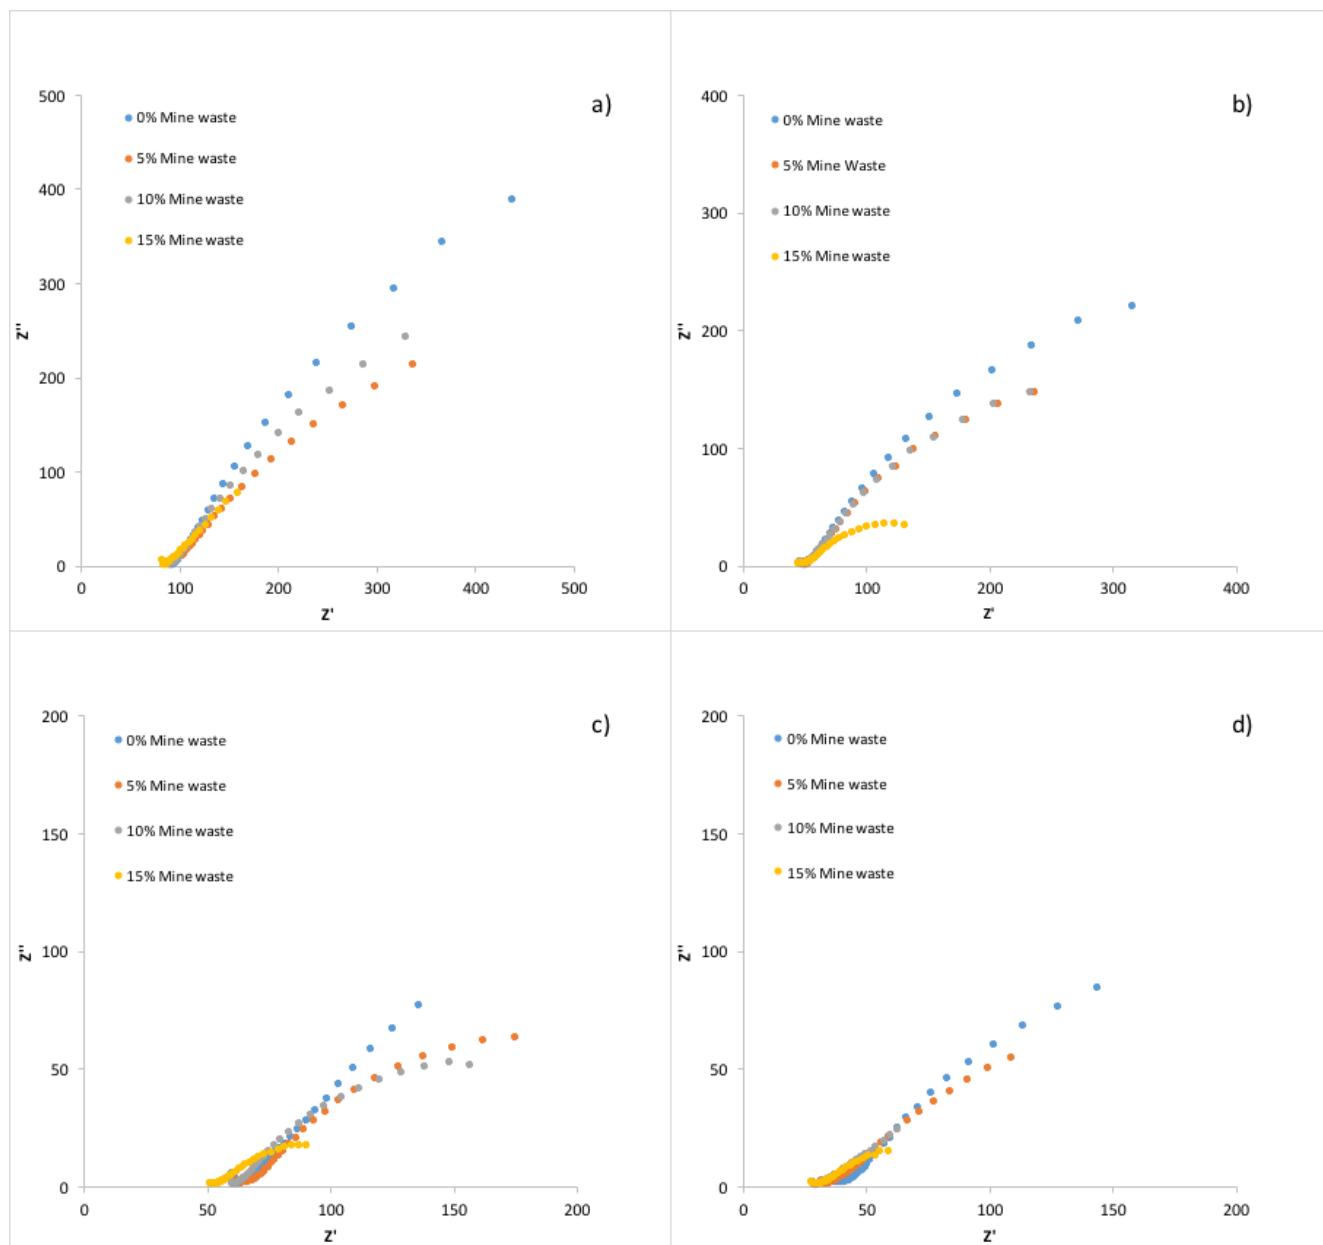 a)
500
400
300
200
100
0
Z''
0% Mine waste
5% Mine waste
10% Mine waste
15% Mine waste
0 100 200 300 400 500
Z'
b)
400
300
200
100
0
Z''
0% Mine waste
5% Mine Waste
10% Mine waste
15% Mine waste
0 100 200 300 400
Z'
c)
200
150
100
50
0
Z''
0% Mine waste
5% Mine waste
10% Mine waste
15% Mine waste
0 50 100 150 200
Z'
d)
200
150
100
50
0
Z''
0% Mine waste
5% Mine waste
10% Mine waste
15% Mine waste
0 50 100 150 200
Z'